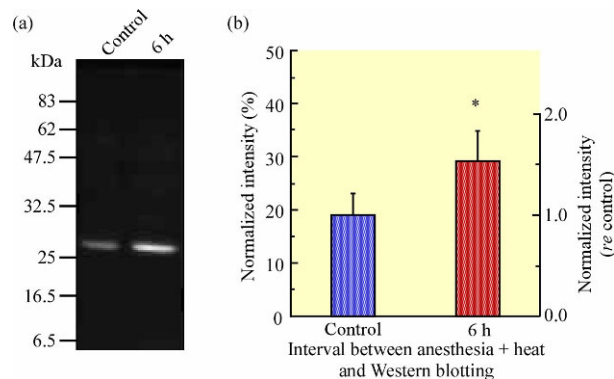 (a)
Control
6 h
kDa
83
62
47.5
32.5
25
16.5
6.5
(b)
Normalized intensity (%)
50
40
30
20
10
0
*
2.0
1.0
0.0
Normalized intensity
(re control)
Control
6 h
Interval between anesthesia + heat
and Western blotting